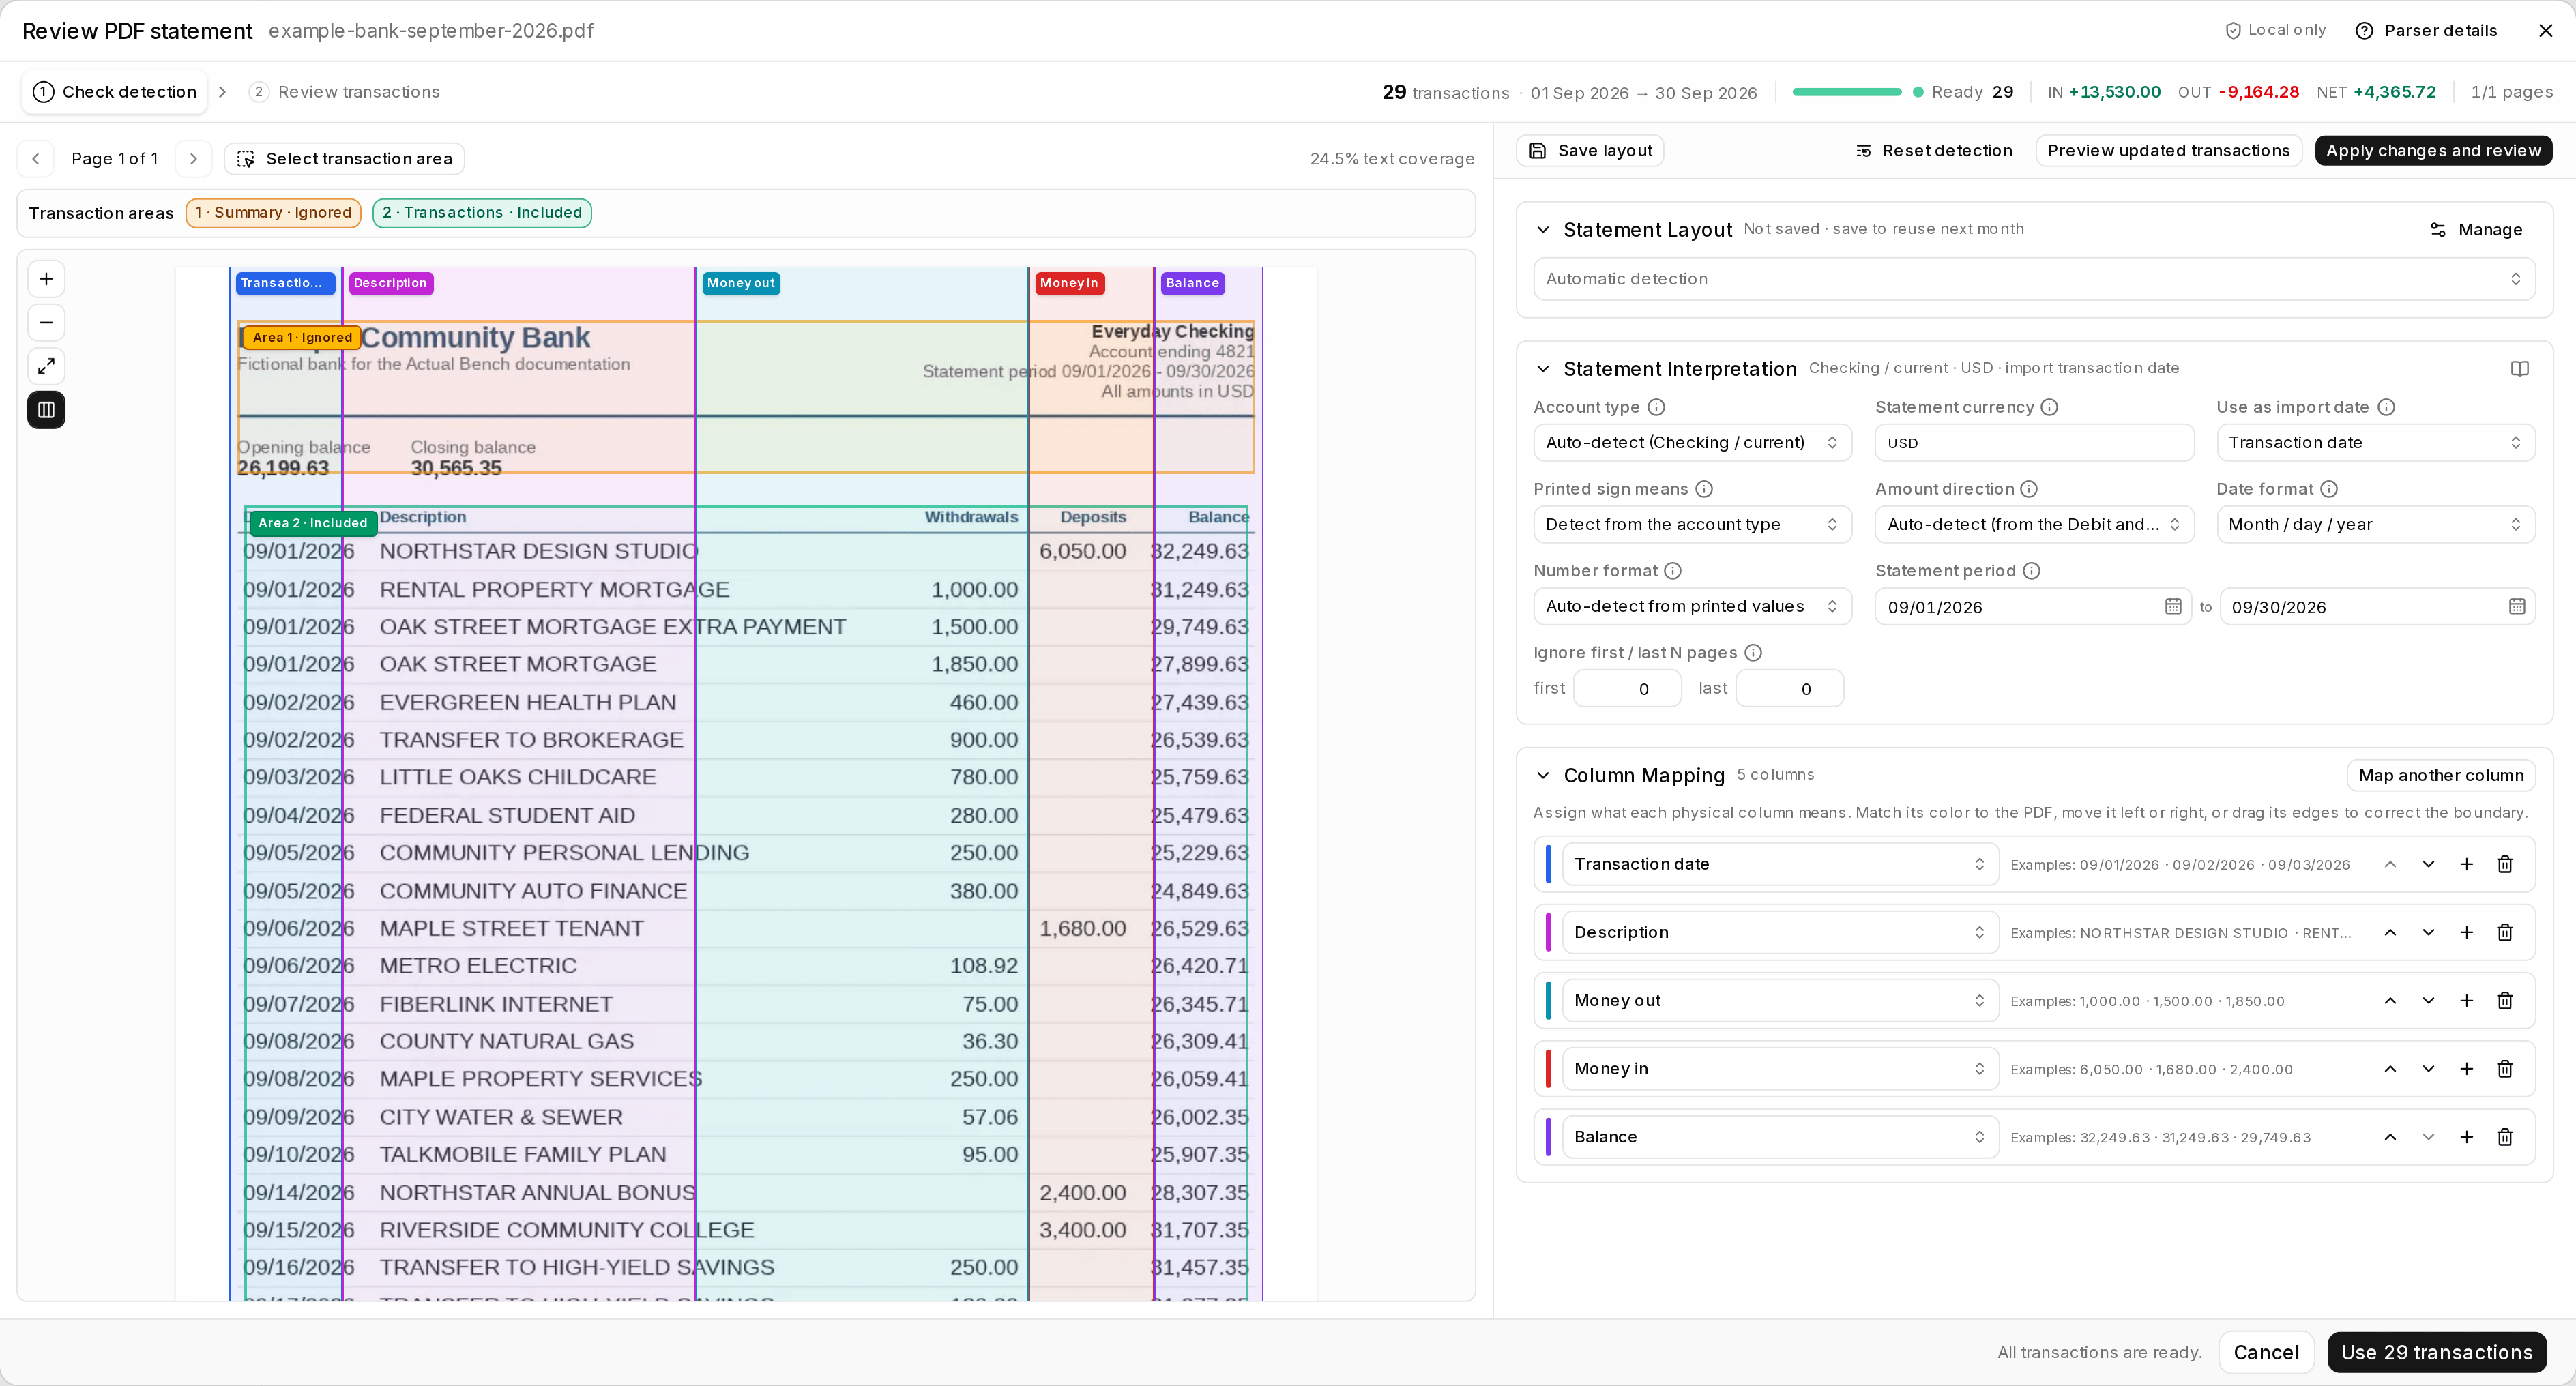 Review PDF statement example-bank-september-2026.pdf Local only Parser details
1 Check detection 2 Review transactions 29 transactions · 01 Sep 2026 → 30 Sep 2026 Ready 29 IN +13,530.00 OUT -9,164.28 NET +4,365.72 1/1 pages
Page 1 of 1 Select transaction area 24.5% text coverage
Transaction areas 1 · Summary · Ignored 2 · Transactions · Included
Transactio... Description Money out Money in Balance
Area 1 · Ignored Community Bank Everyday Checking
Fictional bank for the Actual Bench documentation Account ending 4821
Statement period 09/01/2026 - 09/30/2026
All amounts in USD
Opening balance Closing balance
26,199.63 30,565.35
Area 2 · Included Description Withdrawals Deposits Balance
09/01/2026 NORTHSTAR DESIGN STUDIO 6,050.00 32,249.63
09/01/2026 RENTAL PROPERTY MORTGAGE 1,000.00 31,249.63
09/01/2026 OAK STREET MORTGAGE EXTRA PAYMENT 1,500.00 29,749.63
09/01/2026 OAK STREET MORTGAGE 1,850.00 27,899.63
09/02/2026 EVERGREEN HEALTH PLAN 460.00 27,439.63
09/02/2026 TRANSFER TO BROKERAGE 900.00 26,539.63
09/03/2026 LITTLE OAKS CHILDCARE 780.00 25,759.63
09/04/2026 FEDERAL STUDENT AID 280.00 25,479.63
09/05/2026 COMMUNITY PERSONAL LENDING 250.00 25,229.63
09/05/2026 COMMUNITY AUTO FINANCE 380.00 24,849.63
09/06/2026 MAPLE STREET TENANT 1,680.00 26,529.63
09/06/2026 METRO ELECTRIC 108.92 26,420.71
09/07/2026 FIBERLINK INTERNET 75.00 26,345.71
09/08/2026 COUNTY NATURAL GAS 36.30 26,309.41
09/08/2026 MAPLE PROPERTY SERVICES 250.00 26,059.41
09/09/2026 CITY WATER & SEWER 57.06 26,002.35
09/10/2026 TALKMOBILE FAMILY PLAN 95.00 25,907.35
09/14/2026 NORTHSTAR ANNUAL BONUS 2,400.00 28,307.35
09/15/2026 RIVERSIDE COMMUNITY COLLEGE 3,400.00 31,707.35
09/16/2026 TRANSFER TO HIGH-YIELD SAVINGS 250.00 31,457.35
Save layout Reset detection Preview updated transactions Apply changes and review
Statement Layout Not saved · save to reuse next month Manage
Automatic detection
Statement Interpretation Checking / current · USD · import transaction date
Account type Statement currency Use as import date
Auto-detect (Checking / current) USD Transaction date
Printed sign means Amount direction Date format
Detect from the account type Auto-detect (from the Debit and... Month / day / year
Number format Statement period
Auto-detect from printed values 09/01/2026 to 09/30/2026
Ignore first / last N pages
first 0 last 0
Column Mapping 5 columns Map another column
Assign what each physical column means. Match its color to the PDF, move it left or right, or drag its edges to correct the boundary.
Transaction date Examples: 09/01/2026 · 09/02/2026 · 09/03/2026
Description Examples: NORTHSTAR DESIGN STUDIO · RENT...
Money out Examples: 1,000.00 · 1,500.00 · 1,850.00
Money in Examples: 6,050.00 · 1,680.00 · 2,400.00
Balance Examples: 32,249.63 · 31,249.63 · 29,749.63
All transactions are ready. Cancel Use 29 transactions